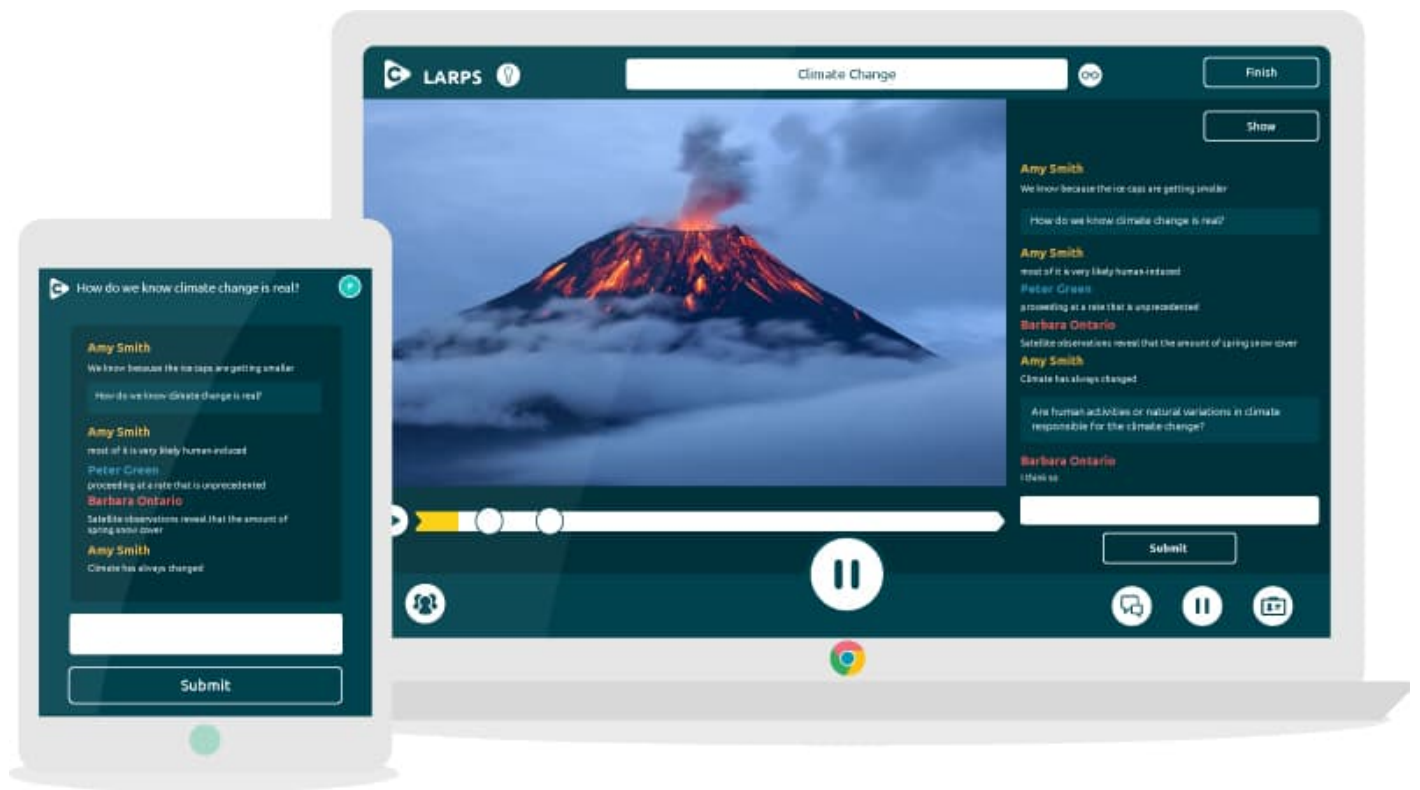 LARPS
Climate Change
Finish
Show
Amy Smith
We know because the ice caps are getting smaller
How do we know climate change is real?
Amy Smith
most of it is very likely human-induced
Peter Green
proceeding at a rate that is unprecedented
Barbara Ontario
Satellite observations reveal that the amount of spring snow cover
Amy Smith
Climate has always changed
Are human activities or natural variations in climate
responsible for the climate change?
Barbara Ontario
I think so
Submit
How do we know climate change is real?
P
Amy Smith
We know because the ice caps are getting smaller
How do we know climate change is real?
Amy Smith
most of it is very likely human-induced
Peter Green
proceeding at a rate that is unprecedented
Barbara Ontario
Satellite observations reveal that the amount of
spring snow cover
Amy Smith
Climate has always changed
Submit